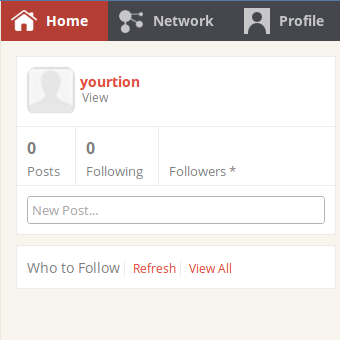 Home Network Profile
yourtion
View
0 0
Posts Following Followers *
New Post...
Who to Follow Refresh View All